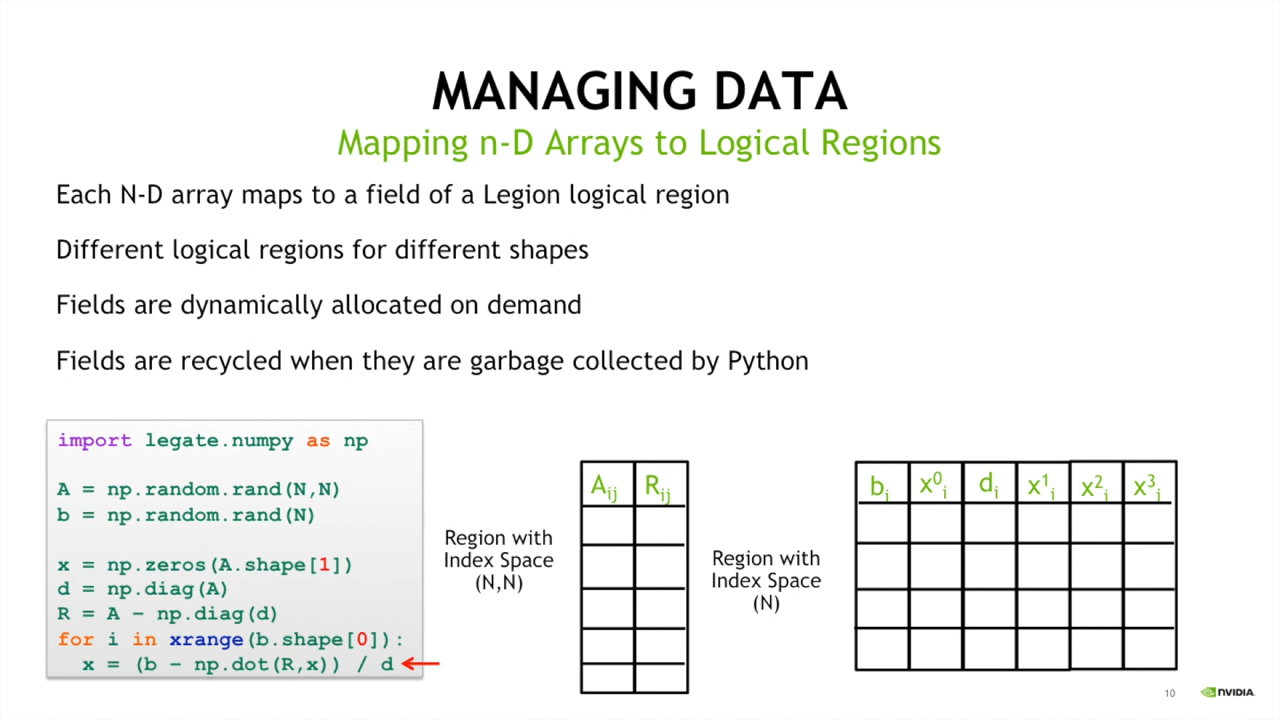 MANAGING DATA
Mapping n-D Arrays to Logical Regions
Each N-D array maps to a field of a Legion logical region
Different logical regions for different shapes
Fields are dynamically allocated on demand
Fields are recycled when they are garbage collected by Python
import legate.numpy as np
A = np.random.rand(N,N)
b = np.random.rand(N)
x = np.zeros(A.shape[1])
d = np.diag(A)
R = A – np.diag(d)
for i in xrange(b.shape[0]):
  x = (b – np.dot(R,x)) / d
Region with
Index Space
(N,N)
Aij Rij
Region with
Index Space
(N)
bi x⁰i di x¹i x²i x³i
10 NVIDIA.